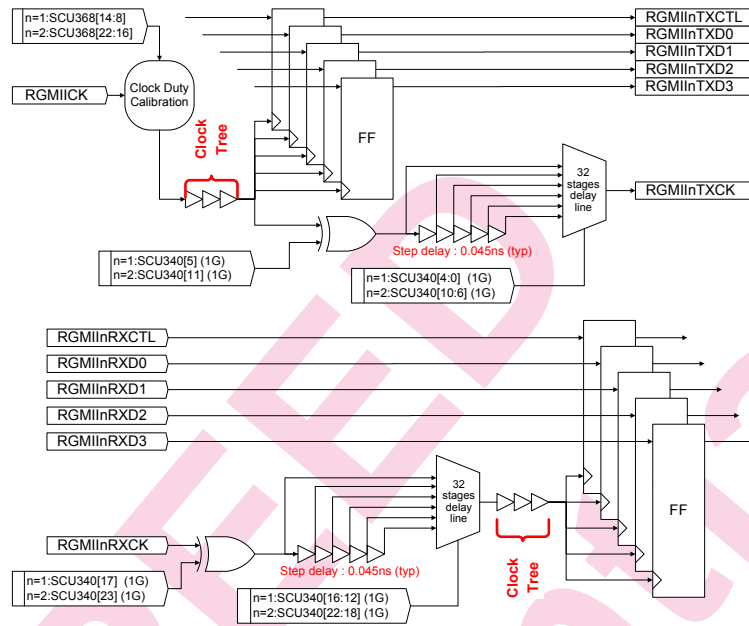 n=1:SCU368[14:8]
n=2:SCU368[22:16]
RGMIICK
Clock Duty
Calibration
Clock
Tree
FF
RGMIInTXCTL
RGMIInTXD0
RGMIInTXD1
RGMIInTXD2
RGMIInTXD3
32
stages
delay
line
RGMIInTXCK
Step delay : 0.045ns (typ)
n=1:SCU340[5] (1G)
n=2:SCU340[11] (1G)
n=1:SCU340[4:0] (1G)
n=2:SCU340[10:6] (1G)
RGMIInRXCTL
RGMIInRXD0
RGMIInRXD1
RGMIInRXD2
RGMIInRXD3
FF
32
stages
delay
line
RGMIInRXCK
Step delay : 0.045ns (typ)
Clock
Tree
n=1:SCU340[17] (1G)
n=2:SCU340[23] (1G)
n=1:SCU340[16:12] (1G)
n=2:SCU340[22:18] (1G)